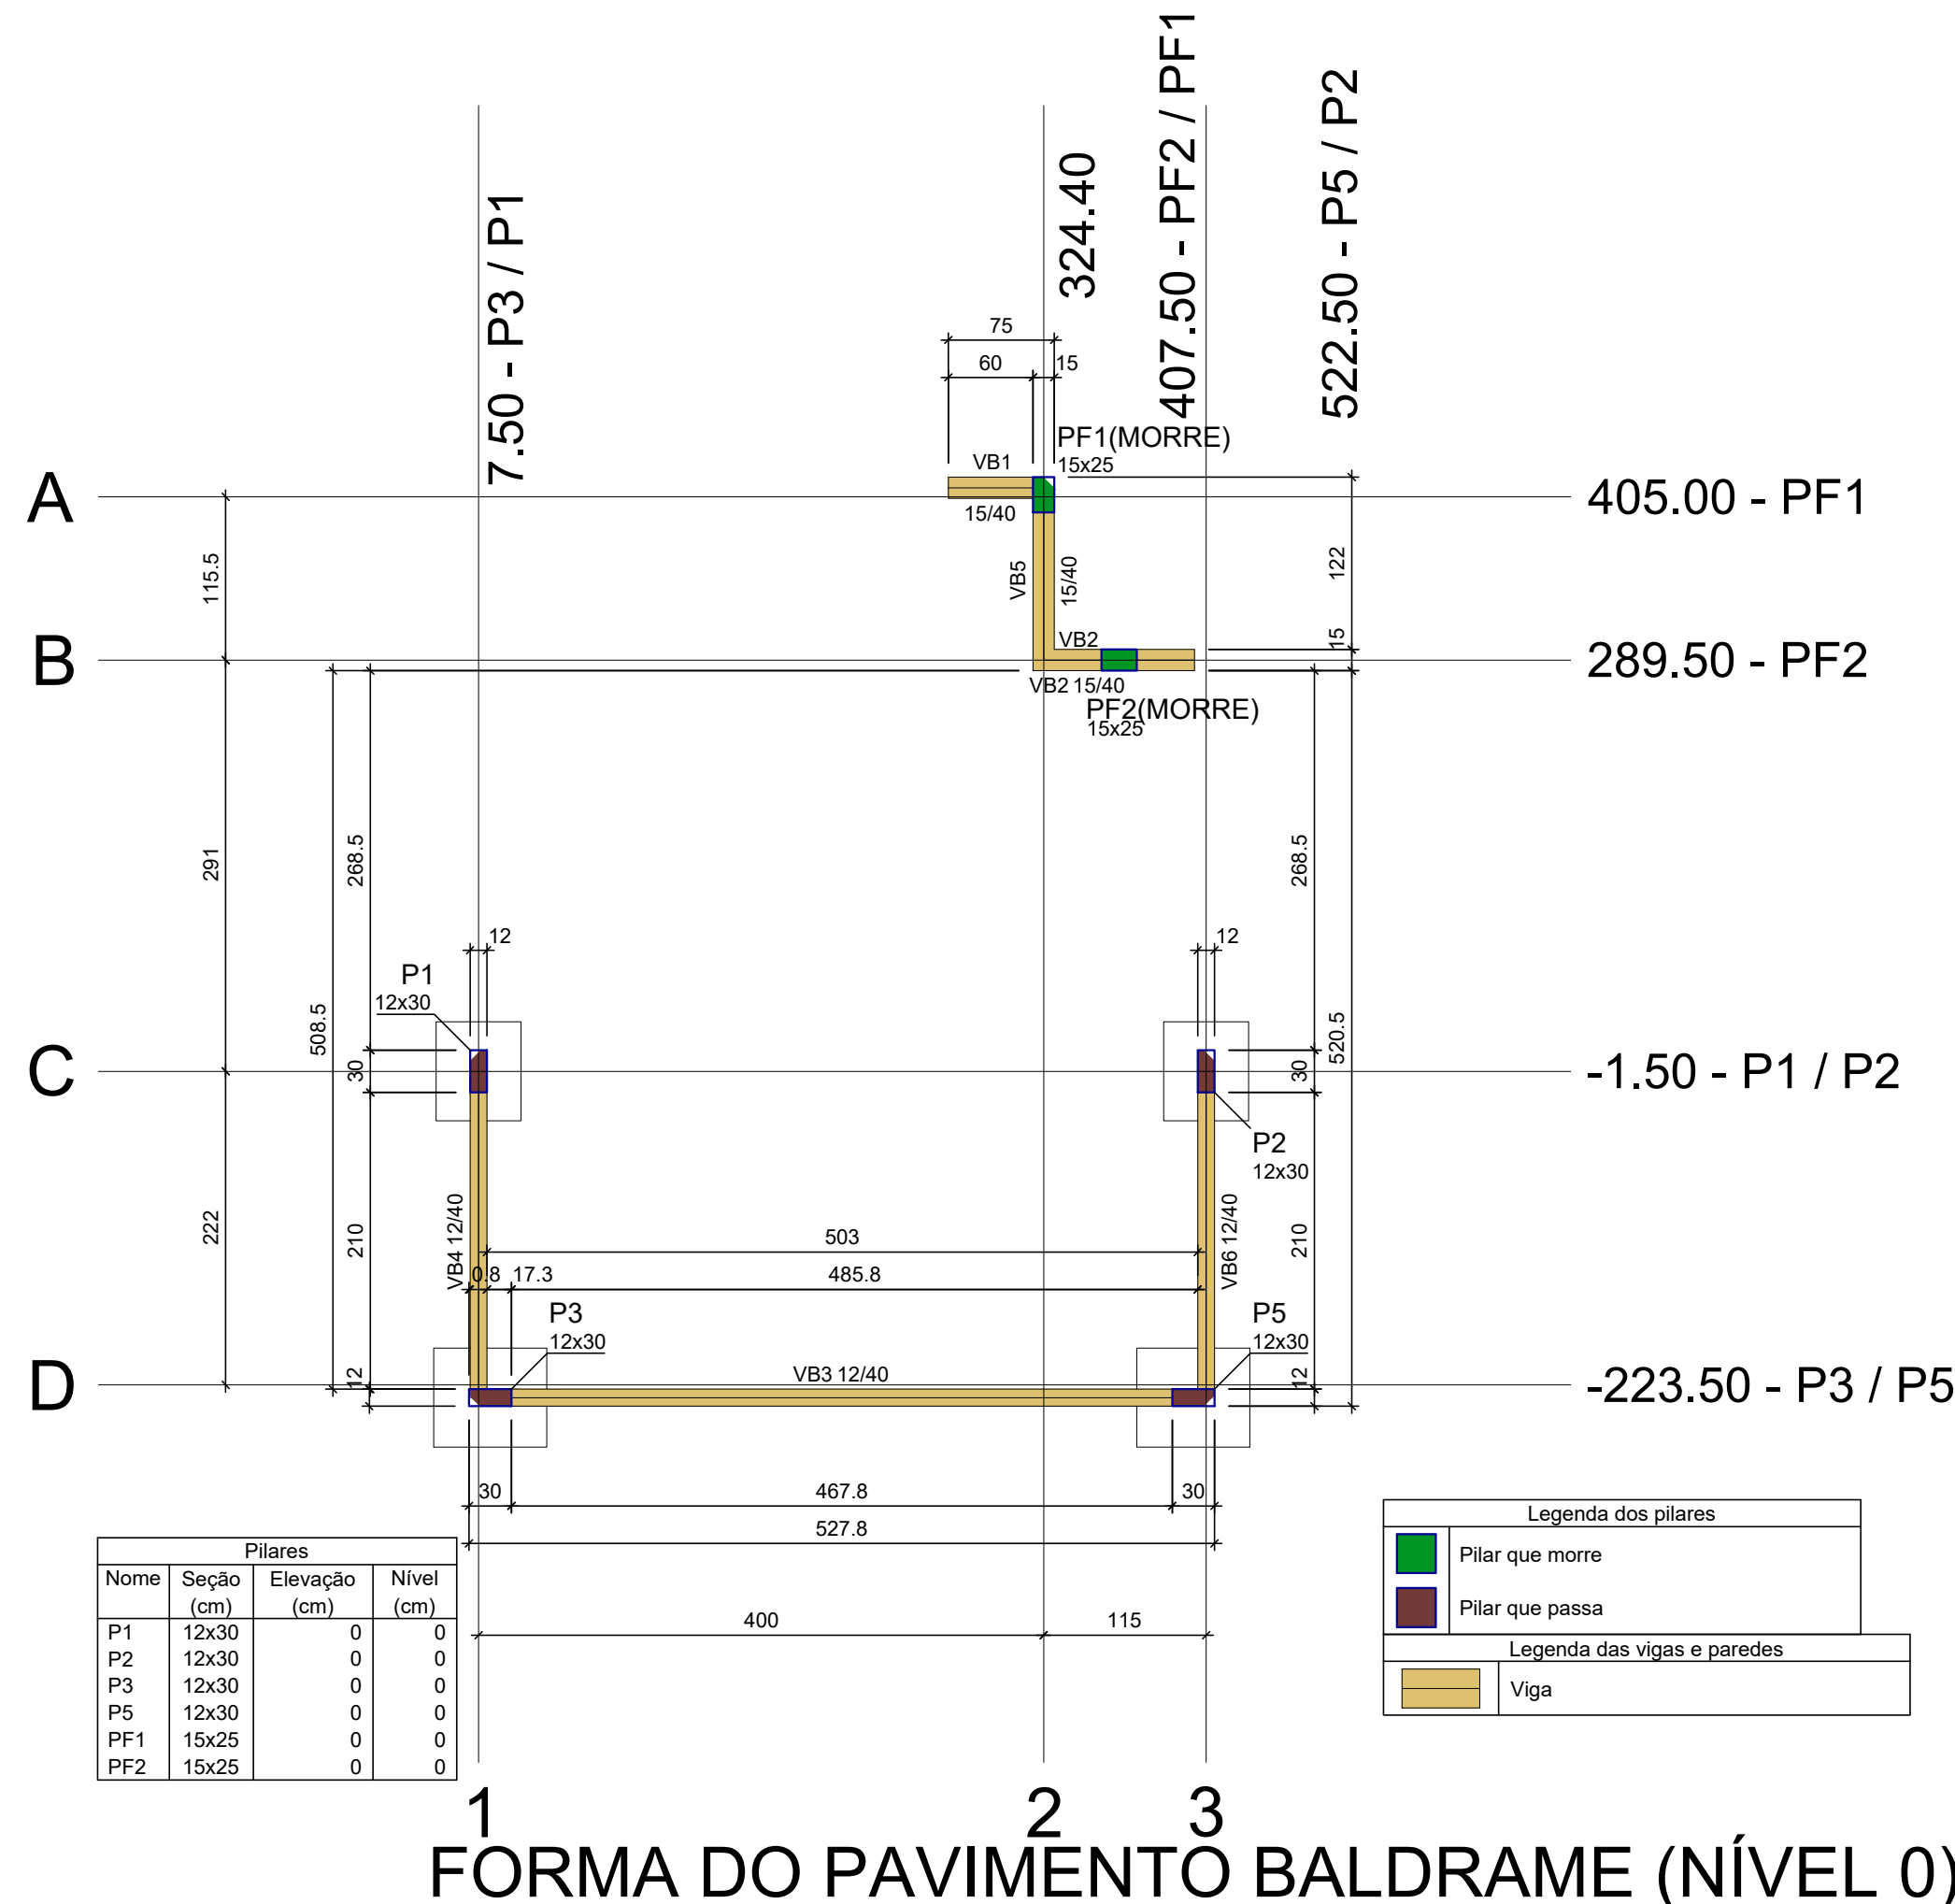 7.50 - P3 / P1
324.40
407.50 - PF2 / PF1
522.50 - P5 / P2
75
60
15
PF1(MORRE)
15x25
VB1
15/40
A
405.00 - PF1
115.5
VB5
15/40
122
15
VB2
B
289.50 - PF2
VB2 15/40
PF2(MORRE)
15x25
291
268.5
268.5
508.5
520.5
12
12
P1
12x30
30
30
C
-1.50 - P1 / P2
P2
12x30
222
210
210
VB4 12/40
VB6 12/40
503
0.8
17.3
485.8
P3
12x30
P5
12x30
VB3 12/40
12
12
D
-223.50 - P3 / P5
30
467.8
30
527.8
400
115
Pilares
Nome Seção Elevação Nível
(cm) (cm) (cm)
P1 12x30 0 0
P2 12x30 0 0
P3 12x30 0 0
P5 12x30 0 0
PF1 15x25 0 0
PF2 15x25 0 0
Legenda dos pilares
Pilar que morre
Pilar que passa
Legenda das vigas e paredes
Viga
1
2
3
FORMA DO PAVIMENTO BALDRAME (NÍVEL 0)